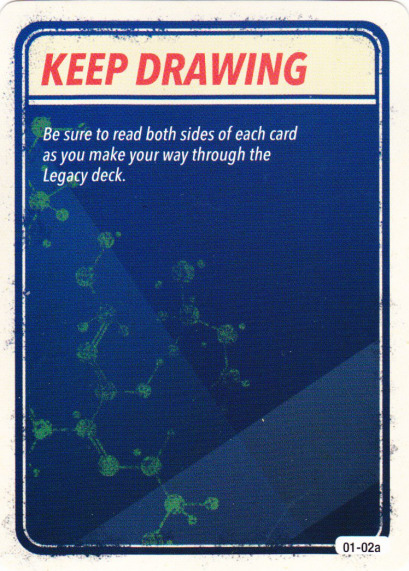 KEEP DRAWING
Be sure to read both sides of each card
as you make your way through the
Legacy deck.
01-02a